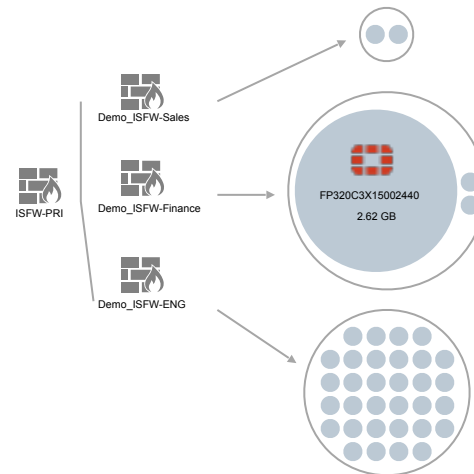 Demo_ISFW-Sales
ISFW-PRI
Demo_ISFW-Finance
FP320C3X15002440
2.62 GB
Demo_ISFW-ENG